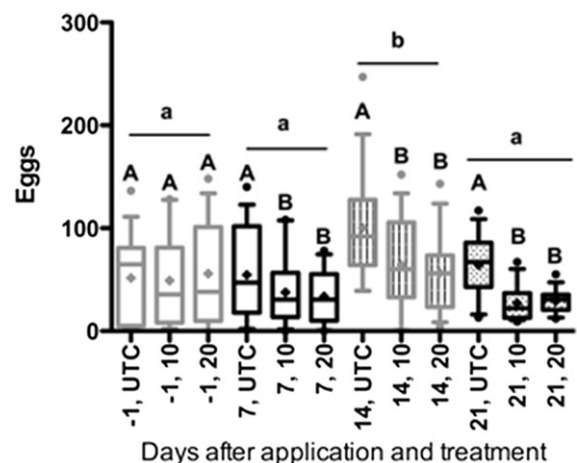 300
200
100
0
Eggs
a
a
b
a
A
A
A
A
B
B
A
B
B
A
B
B
-1, UTC
-1, 10
-1, 20
7, UTC
7, 10
7, 20
14, UTC
14, 10
14, 20
21, UTC
21, 10
21, 20
Days after application and treatment